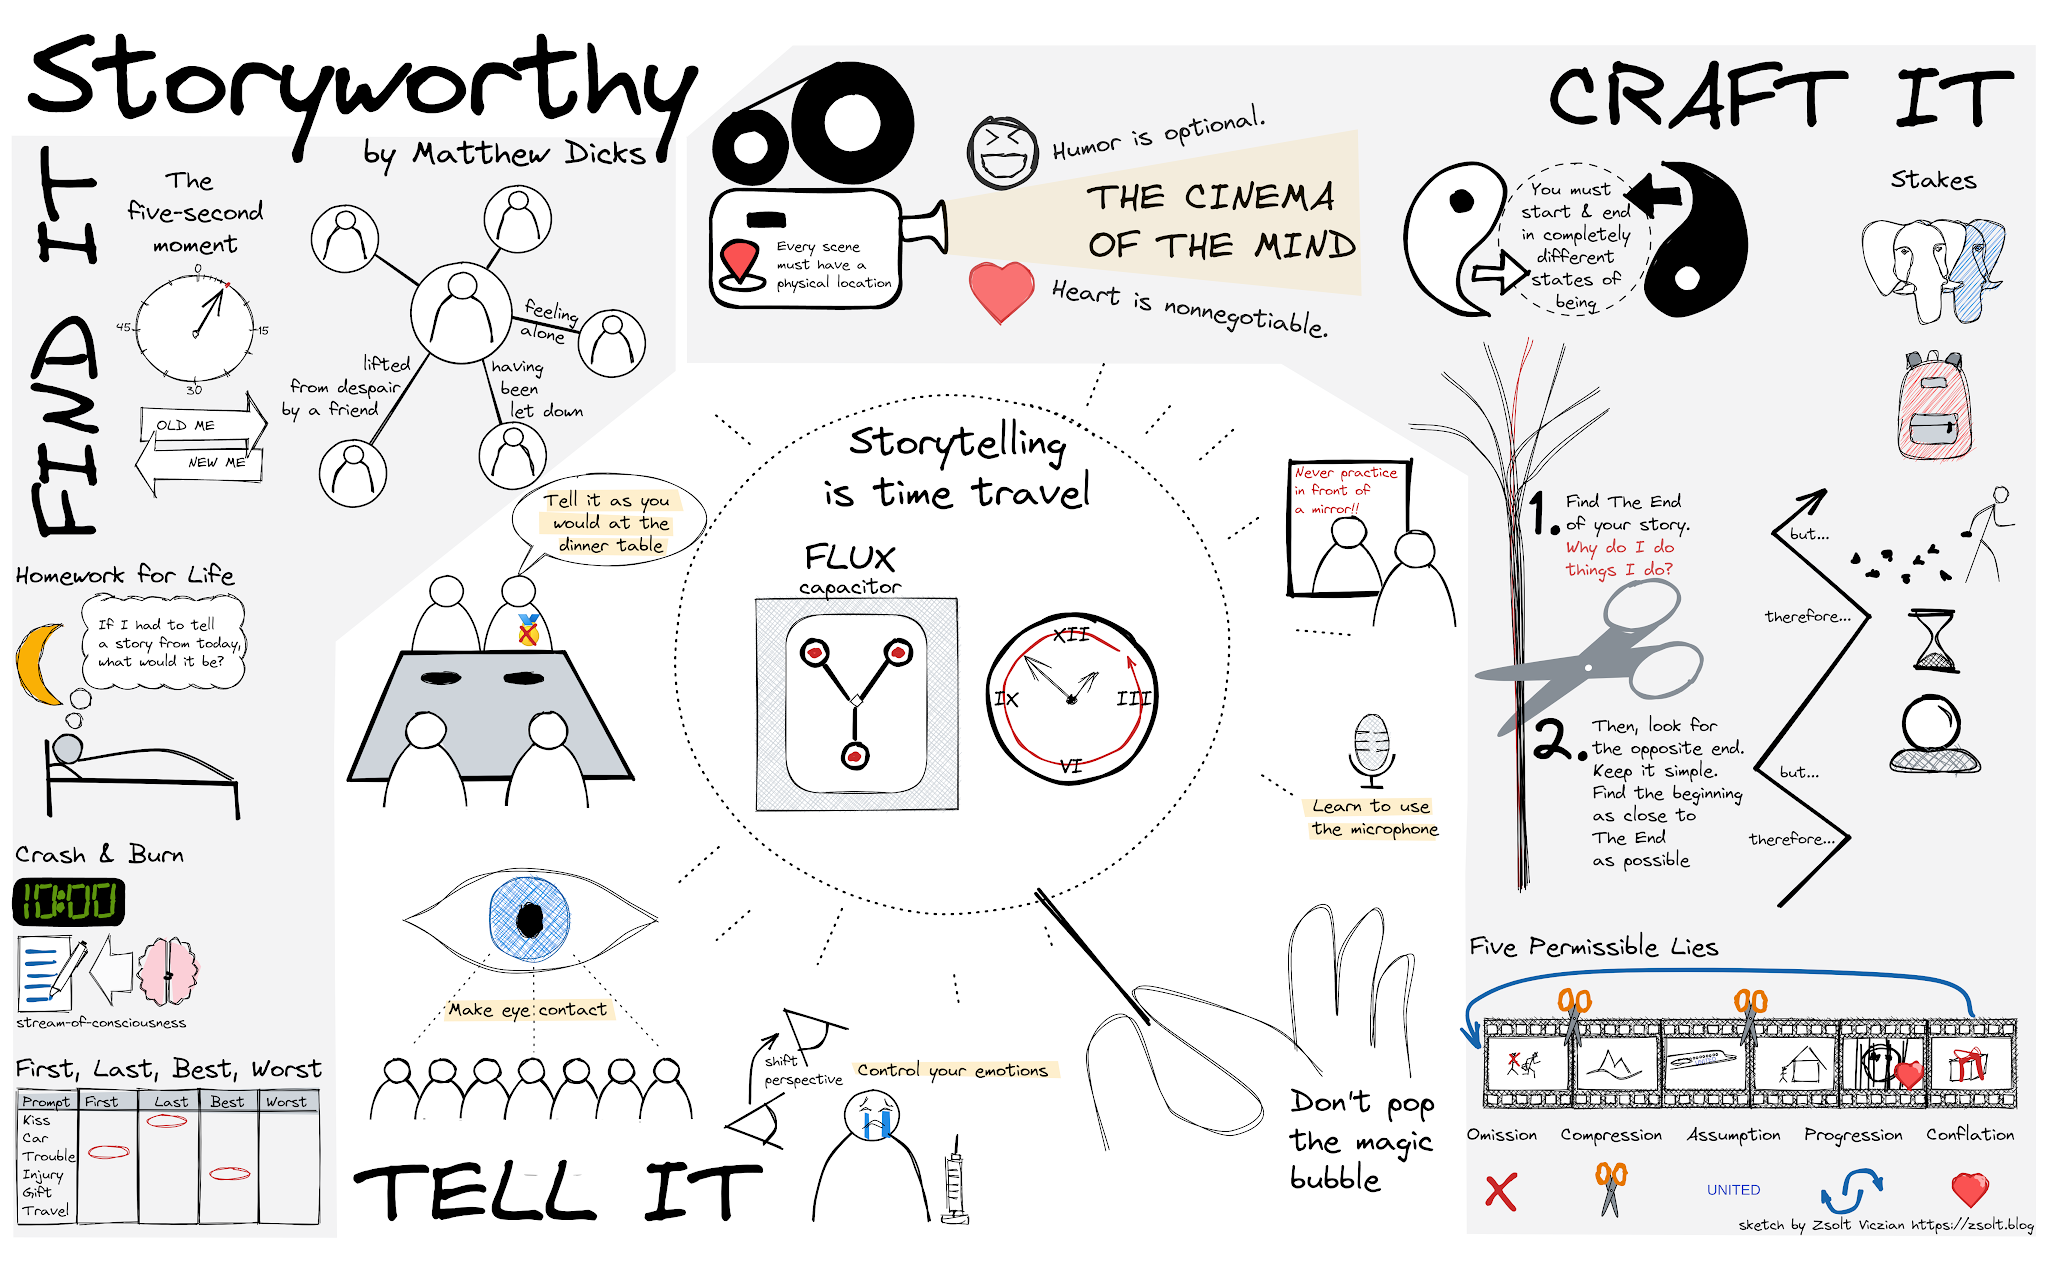 Storyworthy
by Matthew Dicks
FIND IT
The
five-second
moment
0
15
30
45
OLD ME
NEW ME
feeling
alone
lifted
from despair
by a friend
having
been
let down
Homework for Life
If I had to tell
a story from today,
what would it be?
Crash & Burn
10:00
stream-of-consciousness
First, Last, Best, Worst
Prompt First Last Best Worst
Kiss
Car
Trouble
Injury
Gift
Travel
Humor is optional.
THE CINEMA
OF THE MIND
Every scene
must have a
physical location
Heart is nonnegotiable.
Storytelling
is time travel
FLUX
capacitor
XII
III
VI
IX
Tell it as you
would at the
dinner table
Never practice
in front of
a mirror!!
Learn to use
the microphone
Make eye contact
shift
perspective
Control your emotions
TELL IT
Don't pop
the magic
bubble
CRAFT IT
You must
start & end
in completely
different
states of
being
Stakes
1. Find The End
of your story.
Why do I do
things I do?
2. Then, look for
the opposite end.
Keep it simple.
Find the beginning
as close to
The End
as possible
but...
therefore...
but...
therefore...
Five Permissible Lies
Omission Compression Assumption Progression Conflation
UNITED
sketch by Zsolt Viczian https://zsolt.blog